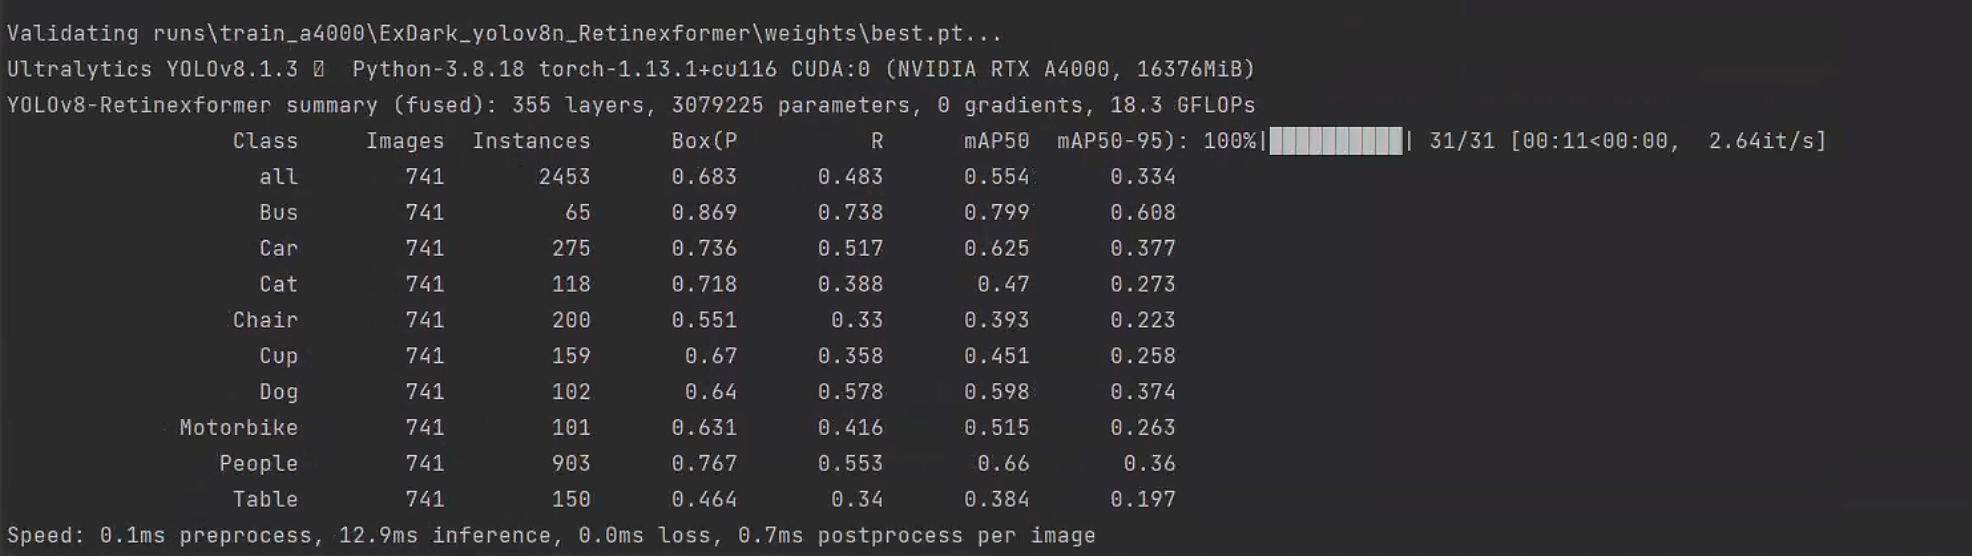 Validating runs\train_a4000\ExDark_yolov8n_Retinexformer\weights\best.pt...
Ultralytics YOLOv8.1.3 Python-3.8.18 torch-1.13.1+cu116 CUDA:0 (NVIDIA RTX A4000, 16376MiB)
YOLOv8-Retinexformer summary (fused): 355 layers, 3079225 parameters, 0 gradients, 18.3 GFLOPs
Class Images Instances Box(P R mAP50 mAP50-95): 100%|██████████| 31/31 [00:11<00:00, 2.64it/s]
all 741 2453 0.683 0.483 0.554 0.334
Bus 741 65 0.869 0.738 0.799 0.608
Car 741 275 0.736 0.517 0.625 0.377
Cat 741 118 0.718 0.388 0.47 0.273
Chair 741 200 0.551 0.33 0.393 0.223
Cup 741 159 0.67 0.358 0.451 0.258
Dog 741 102 0.64 0.578 0.598 0.374
Motorbike 741 101 0.631 0.416 0.515 0.263
People 741 903 0.767 0.553 0.66 0.36
Table 741 150 0.464 0.34 0.384 0.197
Speed: 0.1ms preprocess, 12.9ms inference, 0.0ms loss, 0.7ms postprocess per image